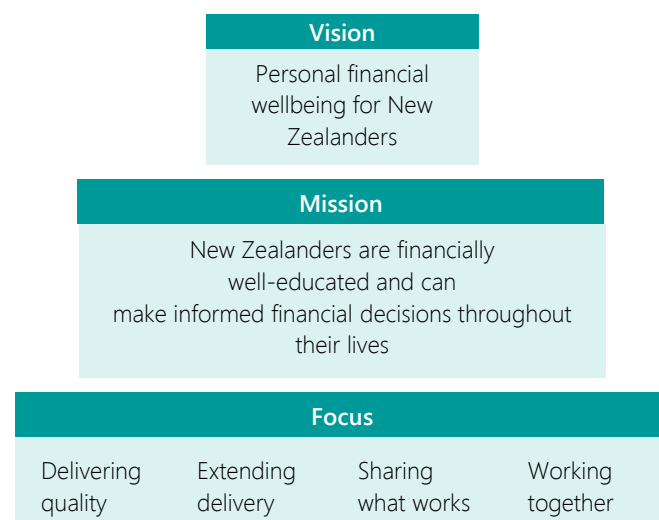 Vision
Personal financial
wellbeing for New
Zealanders
Mission
New Zealanders are financially
well-educated and can
make informed financial decisions throughout
their lives
Focus
Delivering
quality
Extending
delivery
Sharing
what works
Working
together